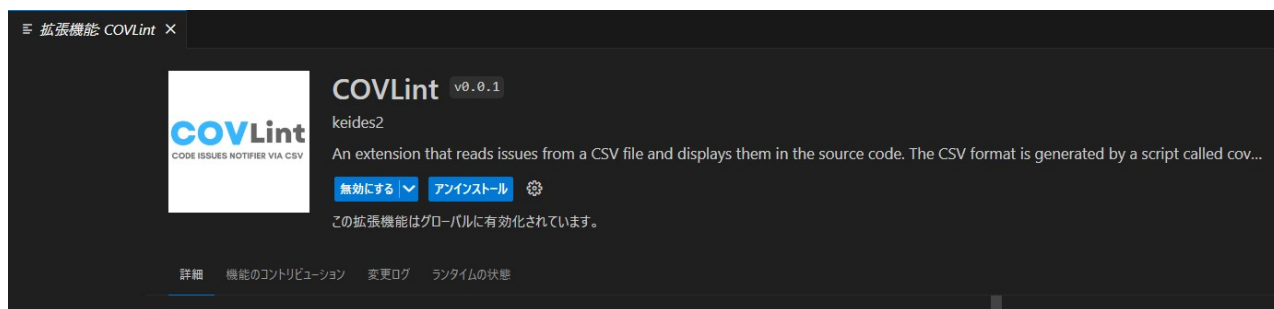 拡張機能: COVLint
COVLint v0.0.1
keides2
COVLint
CODE ISSUES NOTIFIER VIA CSV
An extension that reads issues from a CSV file and displays them in the source code. The CSV format is generated by a script called cov...
無効にする アンインストール
この拡張機能はグローバルに有効化されています。
詳細 機能のコントリビューション 変更ログ ランタイムの状態